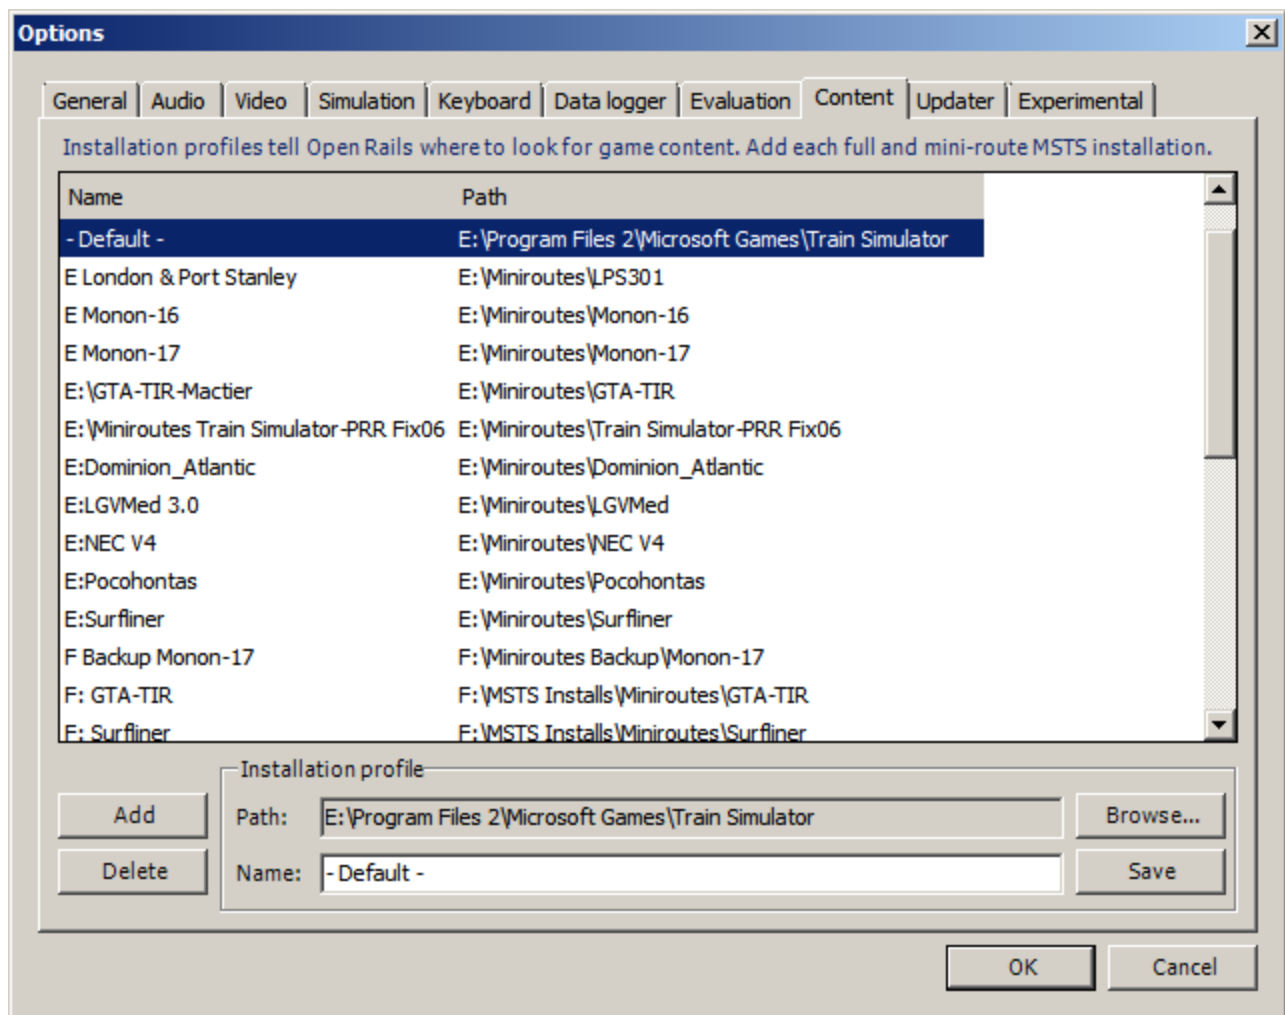 Options
General Audio Video Simulation Keyboard Data logger Evaluation Content Updater Experimental
Installation profiles tell Open Rails where to look for game content. Add each full and mini-route MSTS installation.
Name Path
- Default - E:\Program Files 2\Microsoft Games\Train Simulator
E London & Port Stanley E:\Miniroutes\LPS301
E Monon-16 E:\Miniroutes\Monon-16
E Monon-17 E:\Miniroutes\Monon-17
E:\GTA-TIR-Mactier E:\Miniroutes\GTA-TIR
E:\Miniroutes Train Simulator-PRR Fix06 E:\Miniroutes\Train Simulator-PRR Fix06
E:Dominion_Atlantic E:\Miniroutes\Dominion_Atlantic
E:LGVMed 3.0 E:\Miniroutes\LGVMed
E:NEC V4 E:\Miniroutes\NEC V4
E:Pocohontas E:\Miniroutes\Pocohontas
E:Surfliner E:\Miniroutes\Surfliner
F Backup Monon-17 F:\Miniroutes Backup\Monon-17
F: GTA-TIR F:\MSTS Installs\Miniroutes\GTA-TIR
F: Surfliner F:\MSTS Installs\Miniroutes\Surfliner
Installation profile
Add Path: E:\Program Files 2\Microsoft Games\Train Simulator Browse...
Delete Name: - Default - Save
OK Cancel